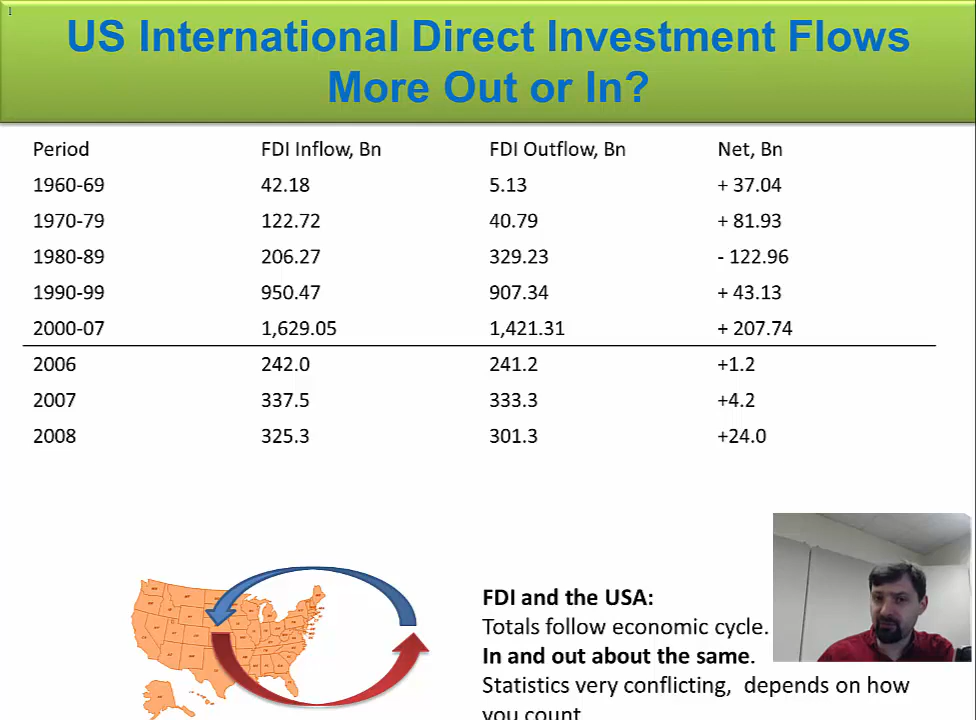 1
US International Direct Investment Flows
More Out or In?
Period FDI Inflow, Bn FDI Outflow, Bn Net, Bn
1960-69 42.18 5.13 + 37.04
1970-79 122.72 40.79 + 81.93
1980-89 206.27 329.23 - 122.96
1990-99 950.47 907.34 + 43.13
2000-07 1,629.05 1,421.31 + 207.74
2006 242.0 241.2 +1.2
2007 337.5 333.3 +4.2
2008 325.3 301.3 +24.0
FDI and the USA:
Totals follow economic cycle.
In and out about the same.
Statistics very conflicting, depends on how
you count